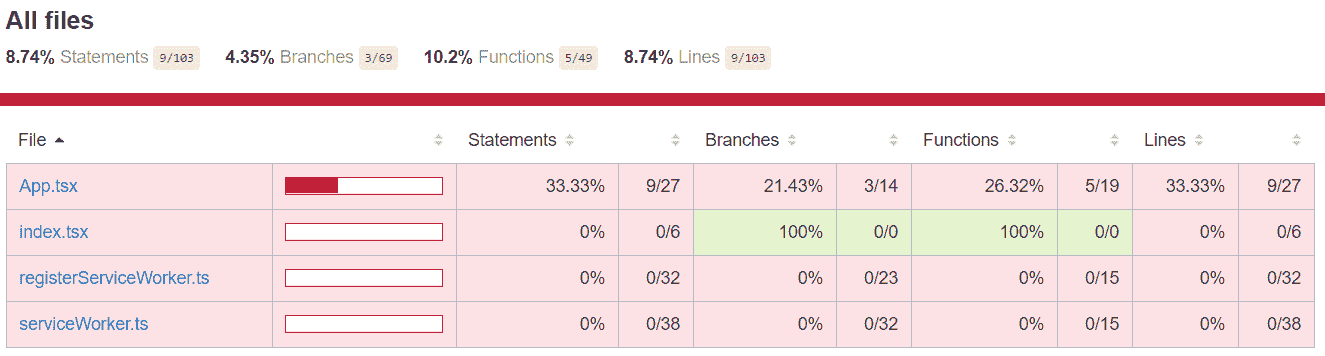 All files
8.74% Statements 9/103 4.35% Branches 3/69 10.2% Functions 5/49 8.74% Lines 9/103
File Statements Branches Functions Lines
App.tsx 33.33% 9/27 21.43% 3/14 26.32% 5/19 33.33% 9/27
index.tsx 0% 0/6 100% 0/0 100% 0/0 0% 0/6
registerServiceWorker.ts 0% 0/32 0% 0/23 0% 0/15 0% 0/32
serviceWorker.ts 0% 0/38 0% 0/32 0% 0/15 0% 0/38